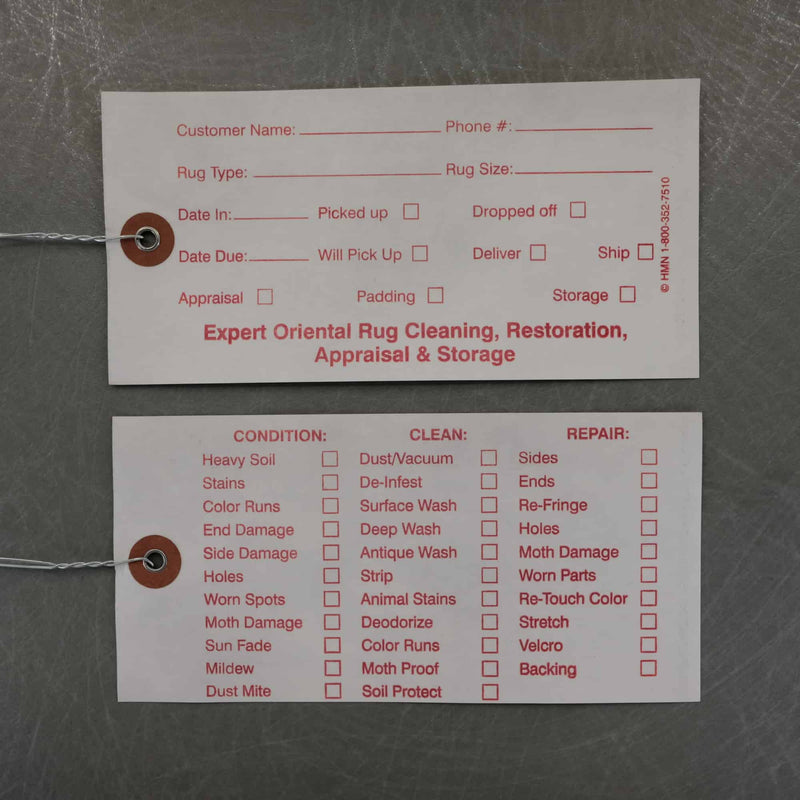 Customer Name: Phone #:
Rug Type: Rug Size:
Date In: Picked up Dropped off
Date Due: Will Pick Up Deliver Ship
Appraisal Padding Storage
Expert Oriental Rug Cleaning, Restoration,
Appraisal & Storage
© HMN 1-800-352-7510
CONDITION: CLEAN: REPAIR:
Heavy Soil Dust/Vacuum Sides
Stains De-Infest Ends
Color Runs Surface Wash Re-Fringe
End Damage Deep Wash Holes
Side Damage Antique Wash Moth Damage
Holes Strip Worn Parts
Worn Spots Animal Stains Re-Touch Color
Moth Damage Deodorize Stretch
Sun Fade Color Runs Velcro
Mildew Moth Proof Backing
Dust Mite Soil Protect